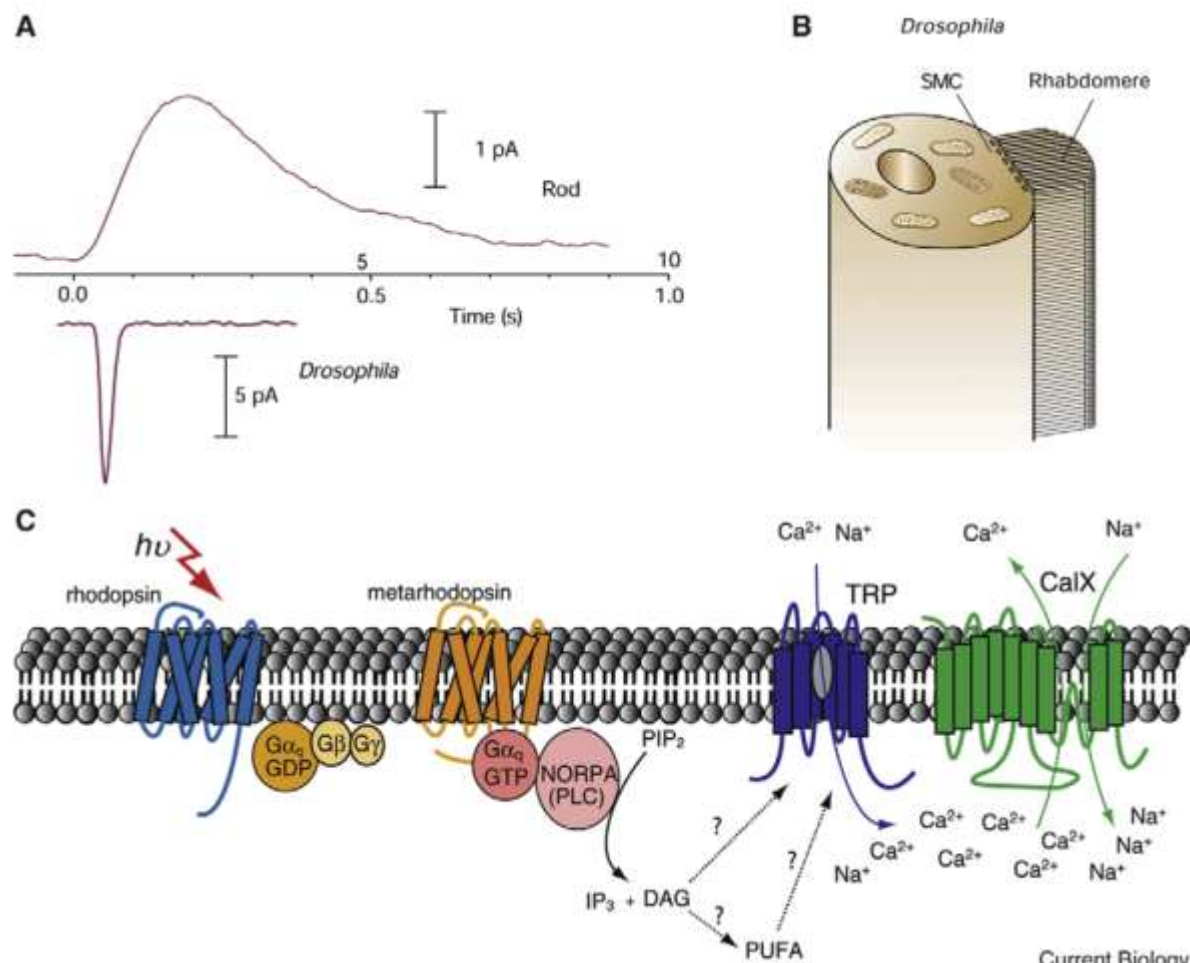 A
1 pA
Rod
5
10
0.0
0.5
1.0
Time (s)
Drosophila
5 pA
B
Drosophila
SMC
Rhabdomere
C
hυ
rhodopsin
metarhodopsin
Ca²⁺ Na⁺
TRP
Ca²⁺
CalX
Na⁺
Gα_q
GDP
Gβ
Gγ
Gα_q
GTP
NORPA
(PLC)
PIP₂
?
?
?
IP₃ + DAG
PUFA
Na⁺
Ca²⁺
Ca²⁺
Ca²⁺
Ca²⁺
Ca²⁺
Ca²⁺
Na⁺
Na⁺
Na⁺
Current Biology